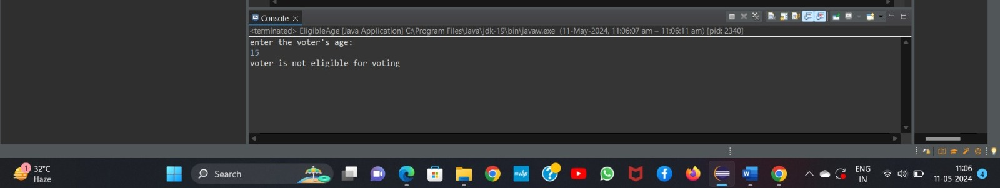 Console
<terminated> EligibleAge [Java Application] C:\Program Files\Java\jdk-19\bin\javaw.exe (11-May-2024, 11:06:07 am – 11:06:11 am) [pid: 2340]
enter the voter's age:
15
voter is not eligible for voting
1
32°C
Haze
Search
myhp
?
W
ENG
IN
11:06
11-05-2024
4